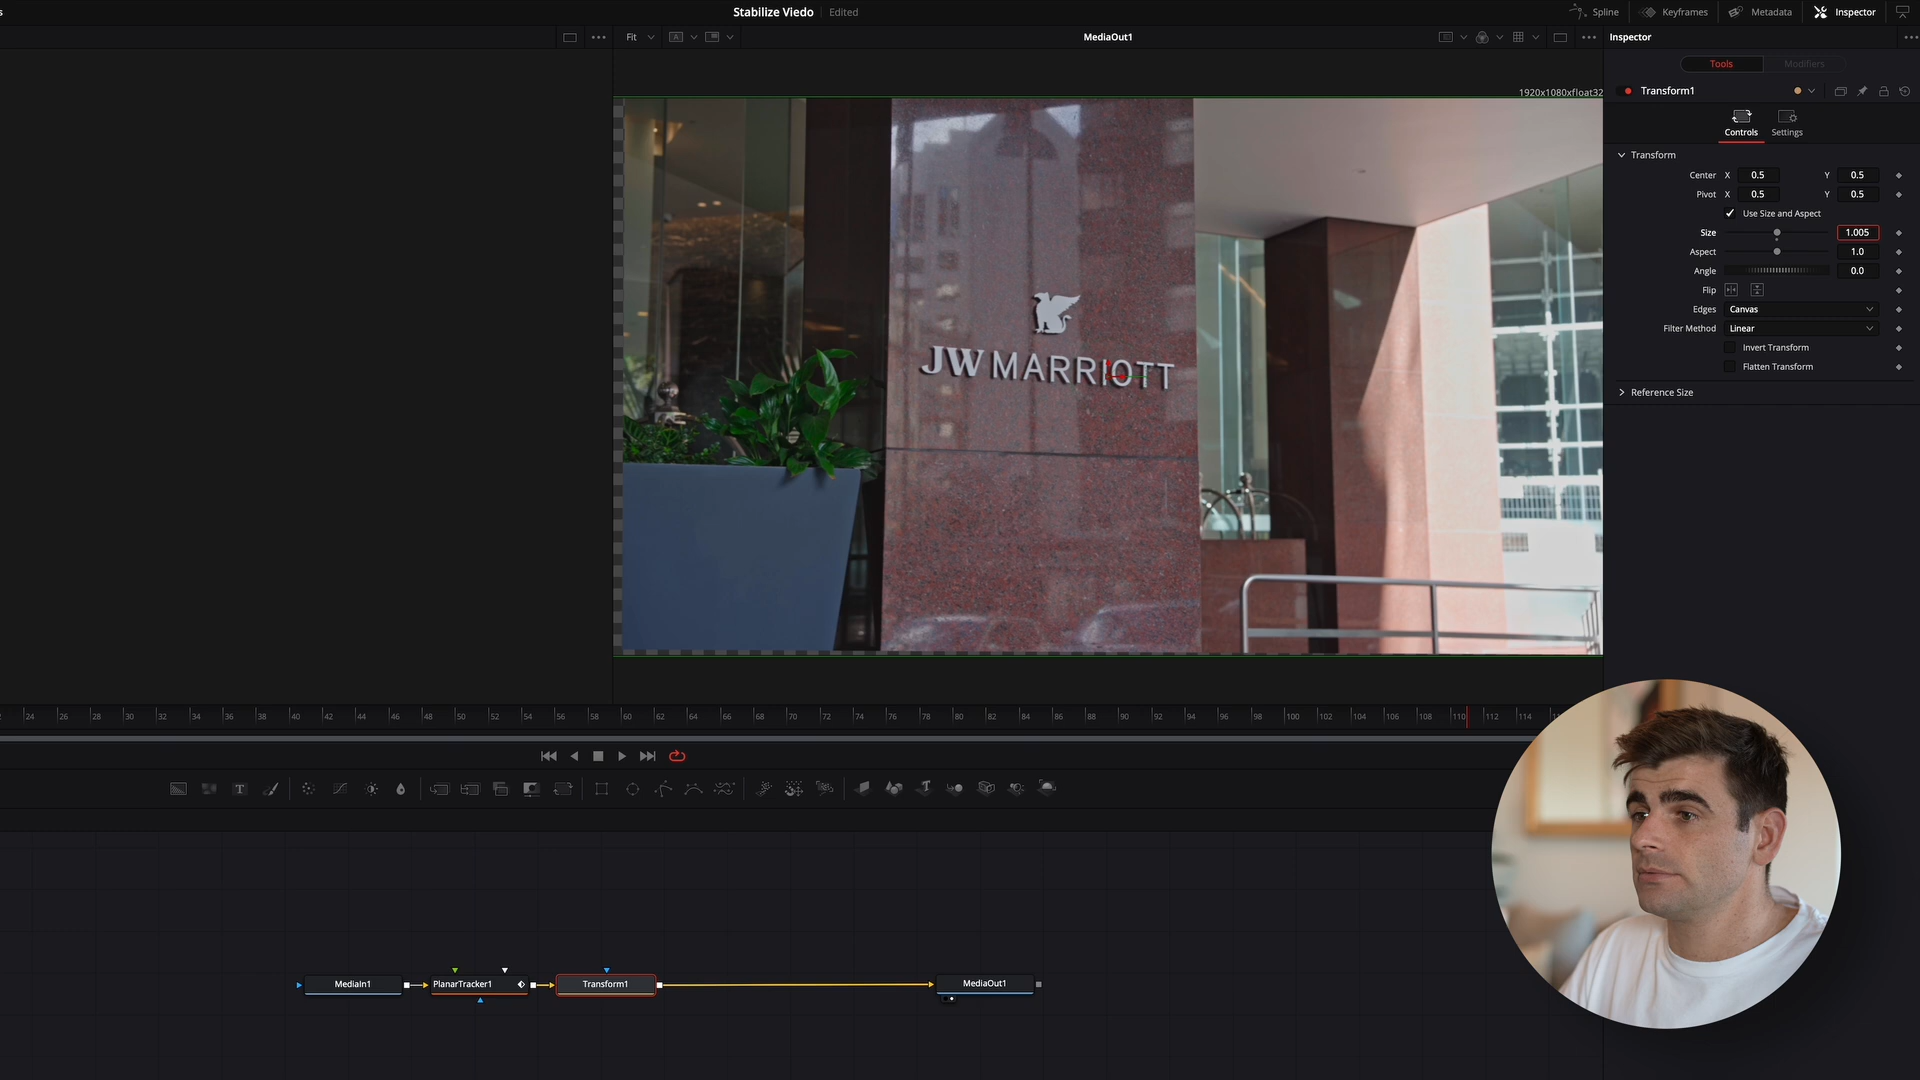 Stabilize Viedo Edited
Spline Keyframes Metadata Inspector
Fit MediaOut1 Inspector
Tools Modifiers
1920x1080xfloat32
Transform1
Controls Settings
Transform
Center X 0.5 Y 0.5
Pivot X 0.5 Y 0.5
Use Size and Aspect
Size 1.005
Aspect 1.0
Angle 0.0
Flip
Edges Canvas
Filter Method Linear
Invert Transform
Flatten Transform
Reference Size
JW MARRIOTT
24 26 28 30 32 34 36 38 40 42 44 46 48 50 52 54 56 58 60 62 64 66 68 70 72 74 76 78 80 82 84 86 88 90 92 94 96 98 100 102 104 106 108 110 112 114
MediaIn1 PlanarTracker1 Transform1 MediaOut1